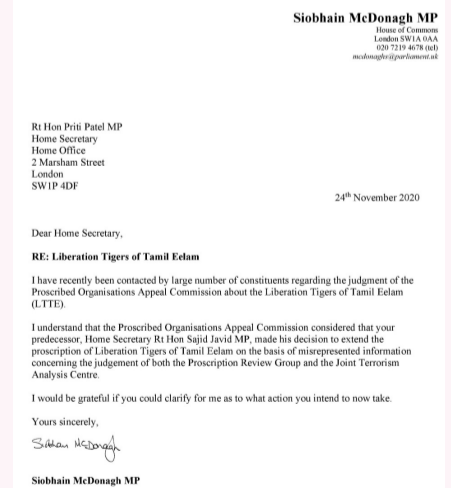 Siobhain McDonagh MP
House of Commons
London SW1A 0AA
020 7219 4678 (tel)
mcdonaghs@parliament.uk
Rt Hon Priti Patel MP
Home Secretary
Home Office
2 Marsham Street
London
SW1P 4DF
24th November 2020
Dear Home Secretary,
RE: Liberation Tigers of Tamil Eelam
I have recently been contacted by large number of constituents regarding the judgment of the
Proscribed Organisations Appeal Commission about the Liberation Tigers of Tamil Eelam
(LTTE).
I understand that the Proscribed Organisations Appeal Commission considered that your
predecessor, Home Secretary Rt Hon Sajid Javid MP, made his decision to extend the
proscription of Liberation Tigers of Tamil Eelam on the basis of misrepresented information
concerning the judgement of both the Proscription Review Group and the Joint Terrorism
Analysis Centre.
I would be grateful if you could clarify for me as to what action you intend to now take.
Yours sincerely,
Siobhain McDonagh
Siobhain McDonagh MP